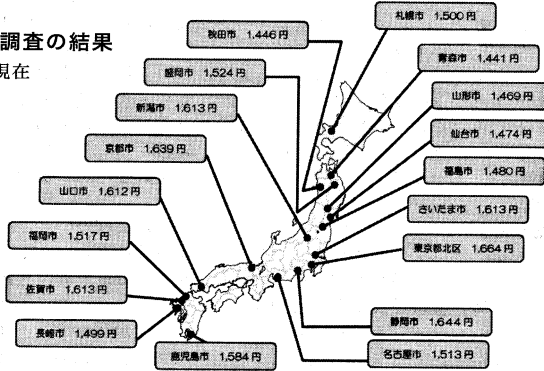 調査の結果
現在
札幌市 1,500円
秋田市 1,446円
青森市 1,441円
盛岡市 1,524円
山形市 1,469円
新潟市 1,613円
仙台市 1,474円
京都市 1,639円
福島市 1,480円
山口市 1,612円
さいたま市 1,613円
福岡市 1,517円
東京都北区 1,664円
佐賀市 1,613円
静岡市 1,644円
長崎市 1,499円
鹿児島市 1,584円
名古屋市 1,513円